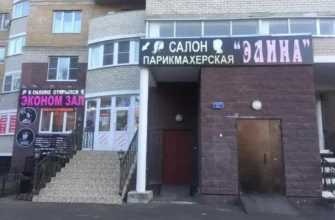 В САЛОНЕ ОТКРЫЛСЯ
ЭКОНОМ ЗАЛ
САЛОН
ПАРИКМАХЕРСКАЯ
"ЭЛИНА"